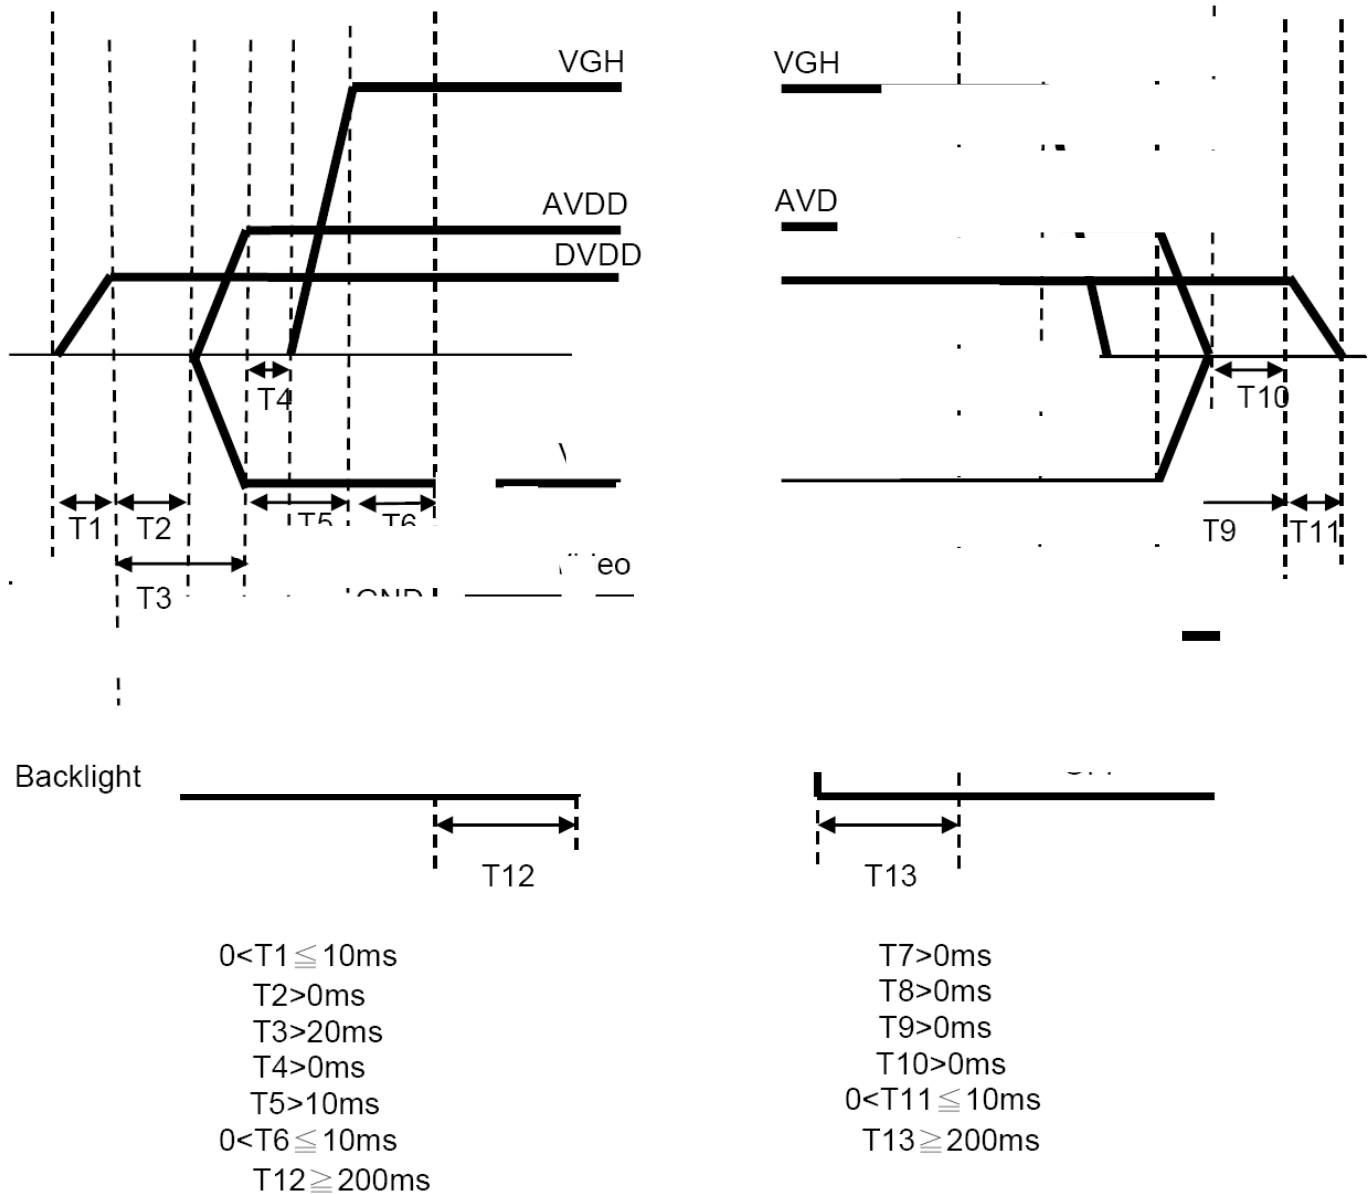 VGH
AVDD
DVDD
T4
T1 T2 T5 T6
T3
VGH
AVD
T10
T9 T11
Backlight
T12
T13
0<T1≦10ms
T2>0ms
T3>20ms
T4>0ms
T5>10ms
0<T6≦10ms
T12≧200ms
T7>0ms
T8>0ms
T9>0ms
T10>0ms
0<T11≦10ms
T13≧200ms